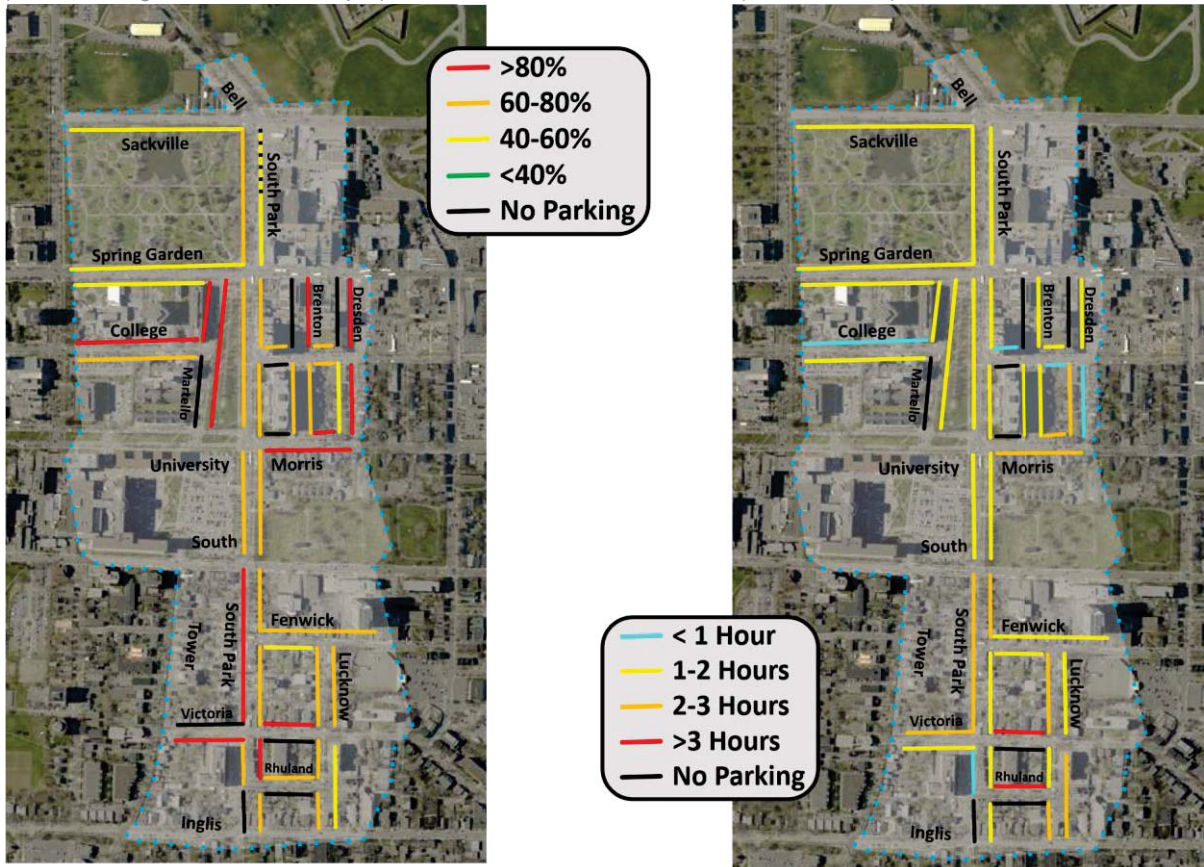 >80%
60-80%
40-60%
<40%
No Parking
Bell
Sackville
South Park
Spring Garden
College
Brenton
Dresden
Martello
University
Morris
South
Fenwick
Tower
South Park
Lucknow
Victoria
Rhuland
Inglis
Bell
Sackville
South Park
Spring Garden
College
Brenton
Dresden
Martello
University
Morris
South
Fenwick
Tower
South Park
Lucknow
Victoria
Rhuland
Inglis
< 1 Hour
1-2 Hours
2-3 Hours
>3 Hours
No Parking